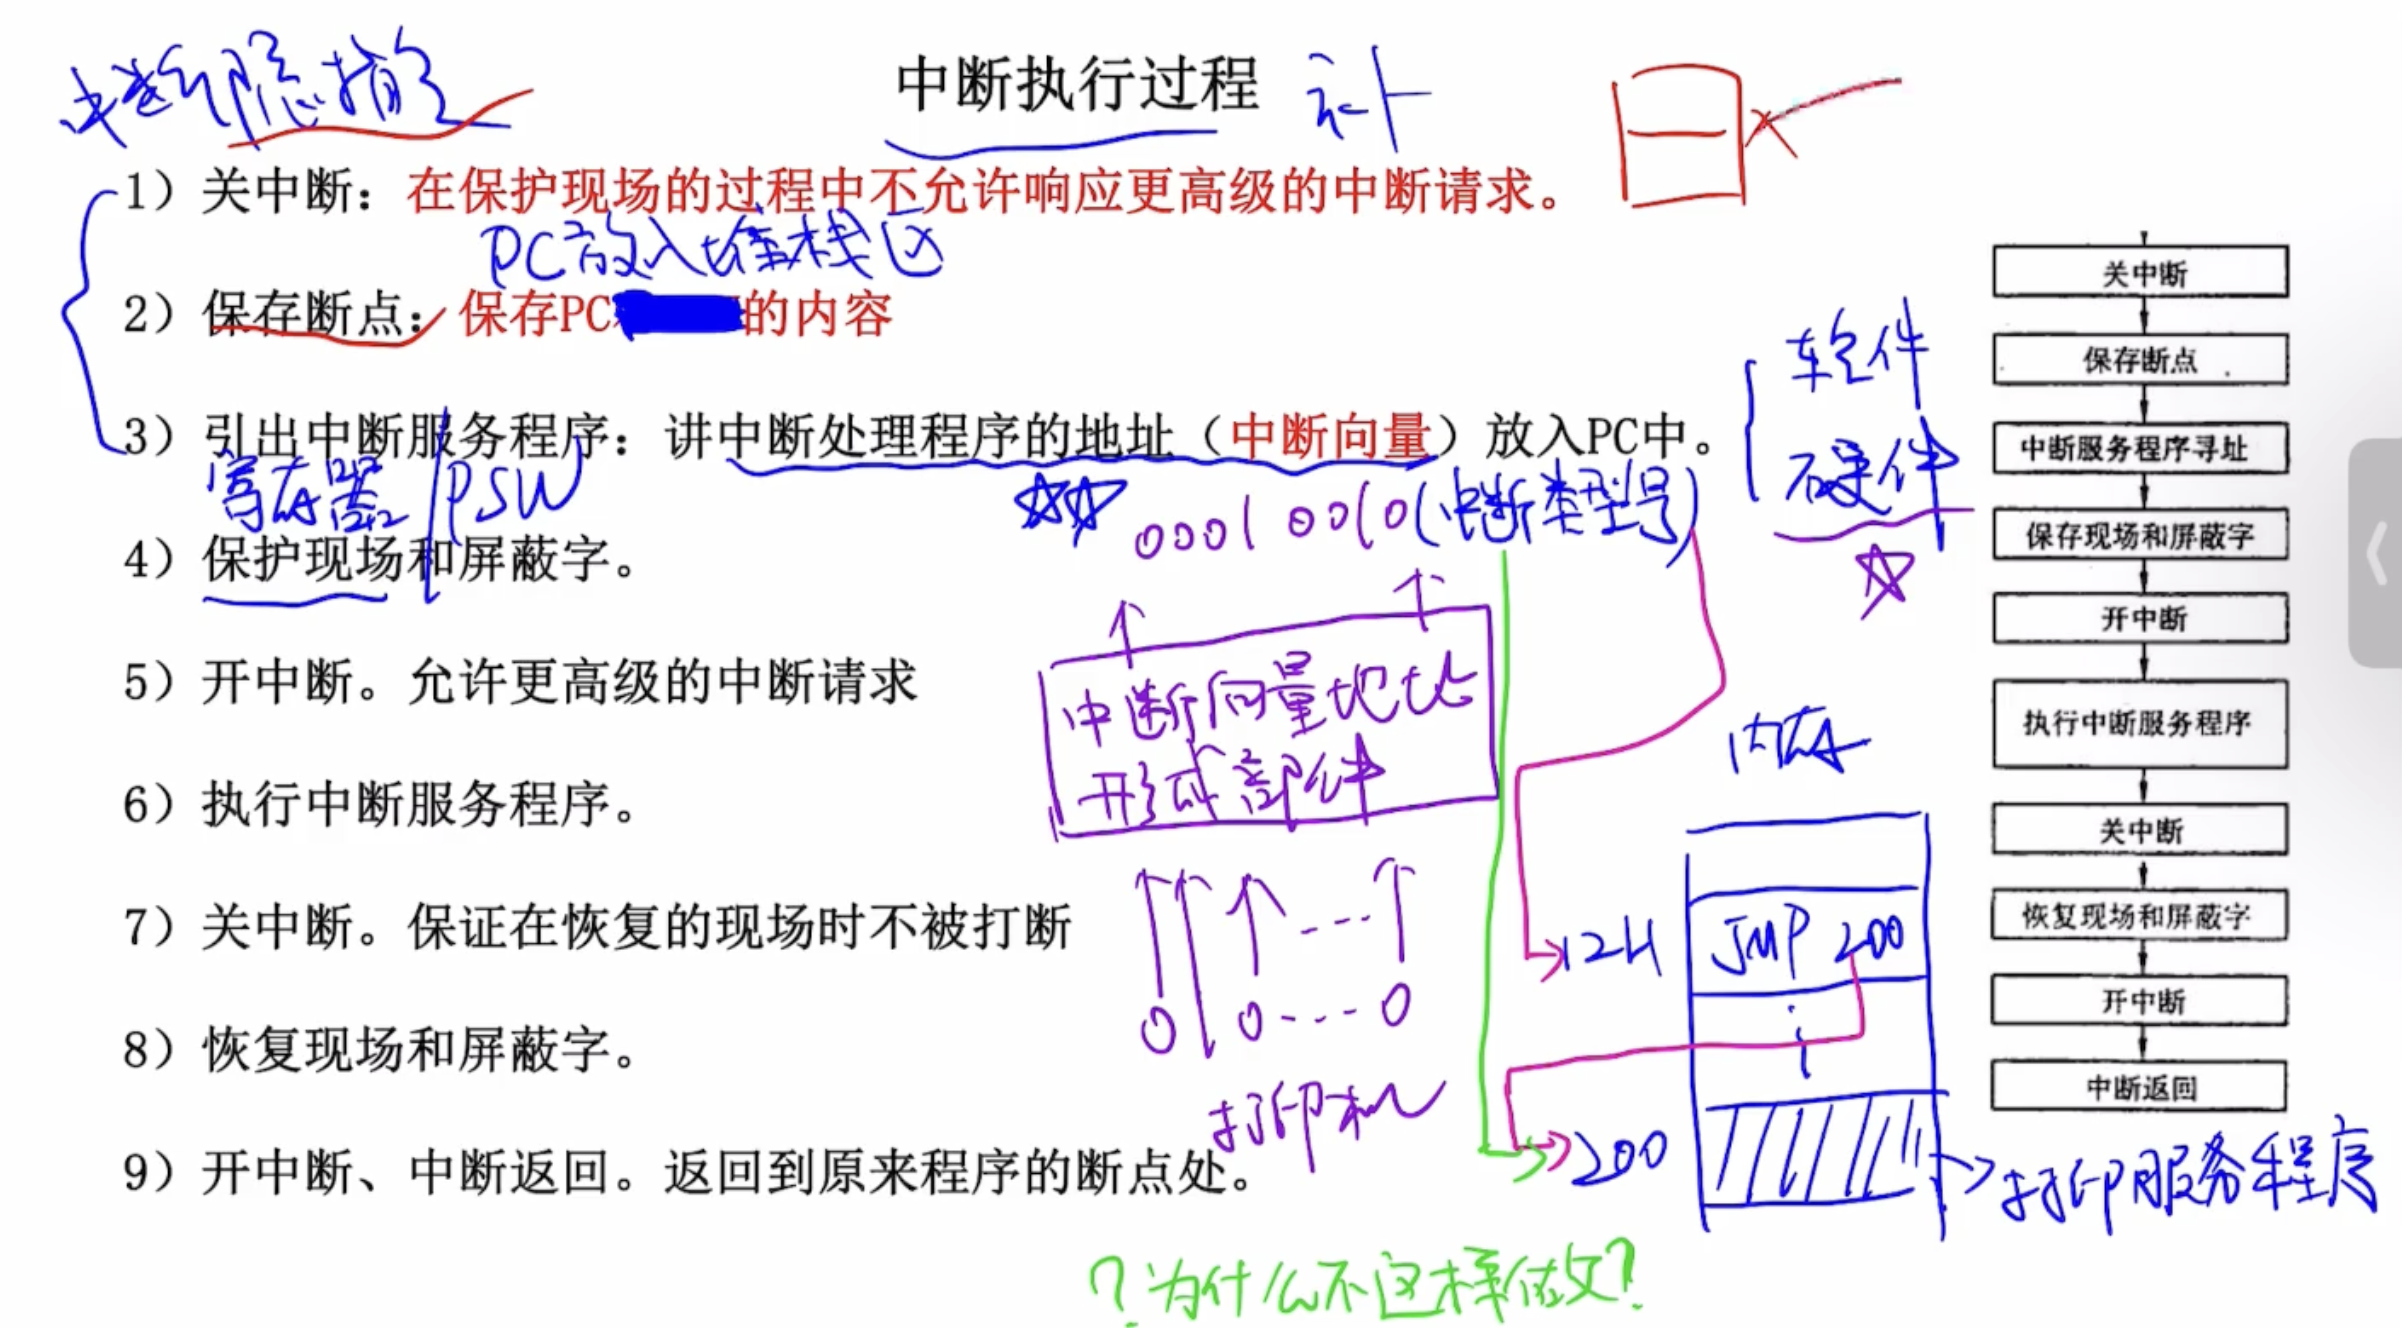 中断隐指令
中断执行过程 补
1）关中断：在保护现场的过程中不允许响应更高级的中断请求。
PC放入堆栈区
2）保存断点：保存PC的内容
软件
硬件
3）引出中断服务程序：讲中断处理程序的地址（中断向量）放入PC中。
寄存器/PSW
0001 0010(中断类型号)
4）保护现场和屏蔽字。
中断向量地址
形成部件
5）开中断。允许更高级的中断请求
6）执行中断服务程序。
7）关中断。保证在恢复的现场时不被打断
内存
12H
JMP 200
0 1 0---0
打印机
8）恢复现场和屏蔽字。
200
打印服务程序
9）开中断、中断返回。返回到原来程序的断点处。
?为什么不这样做?
关中断
保存断点
中断服务程序寻址
保存现场和屏蔽字
开中断
执行中断服务程序
关中断
恢复现场和屏蔽字
开中断
中断返回